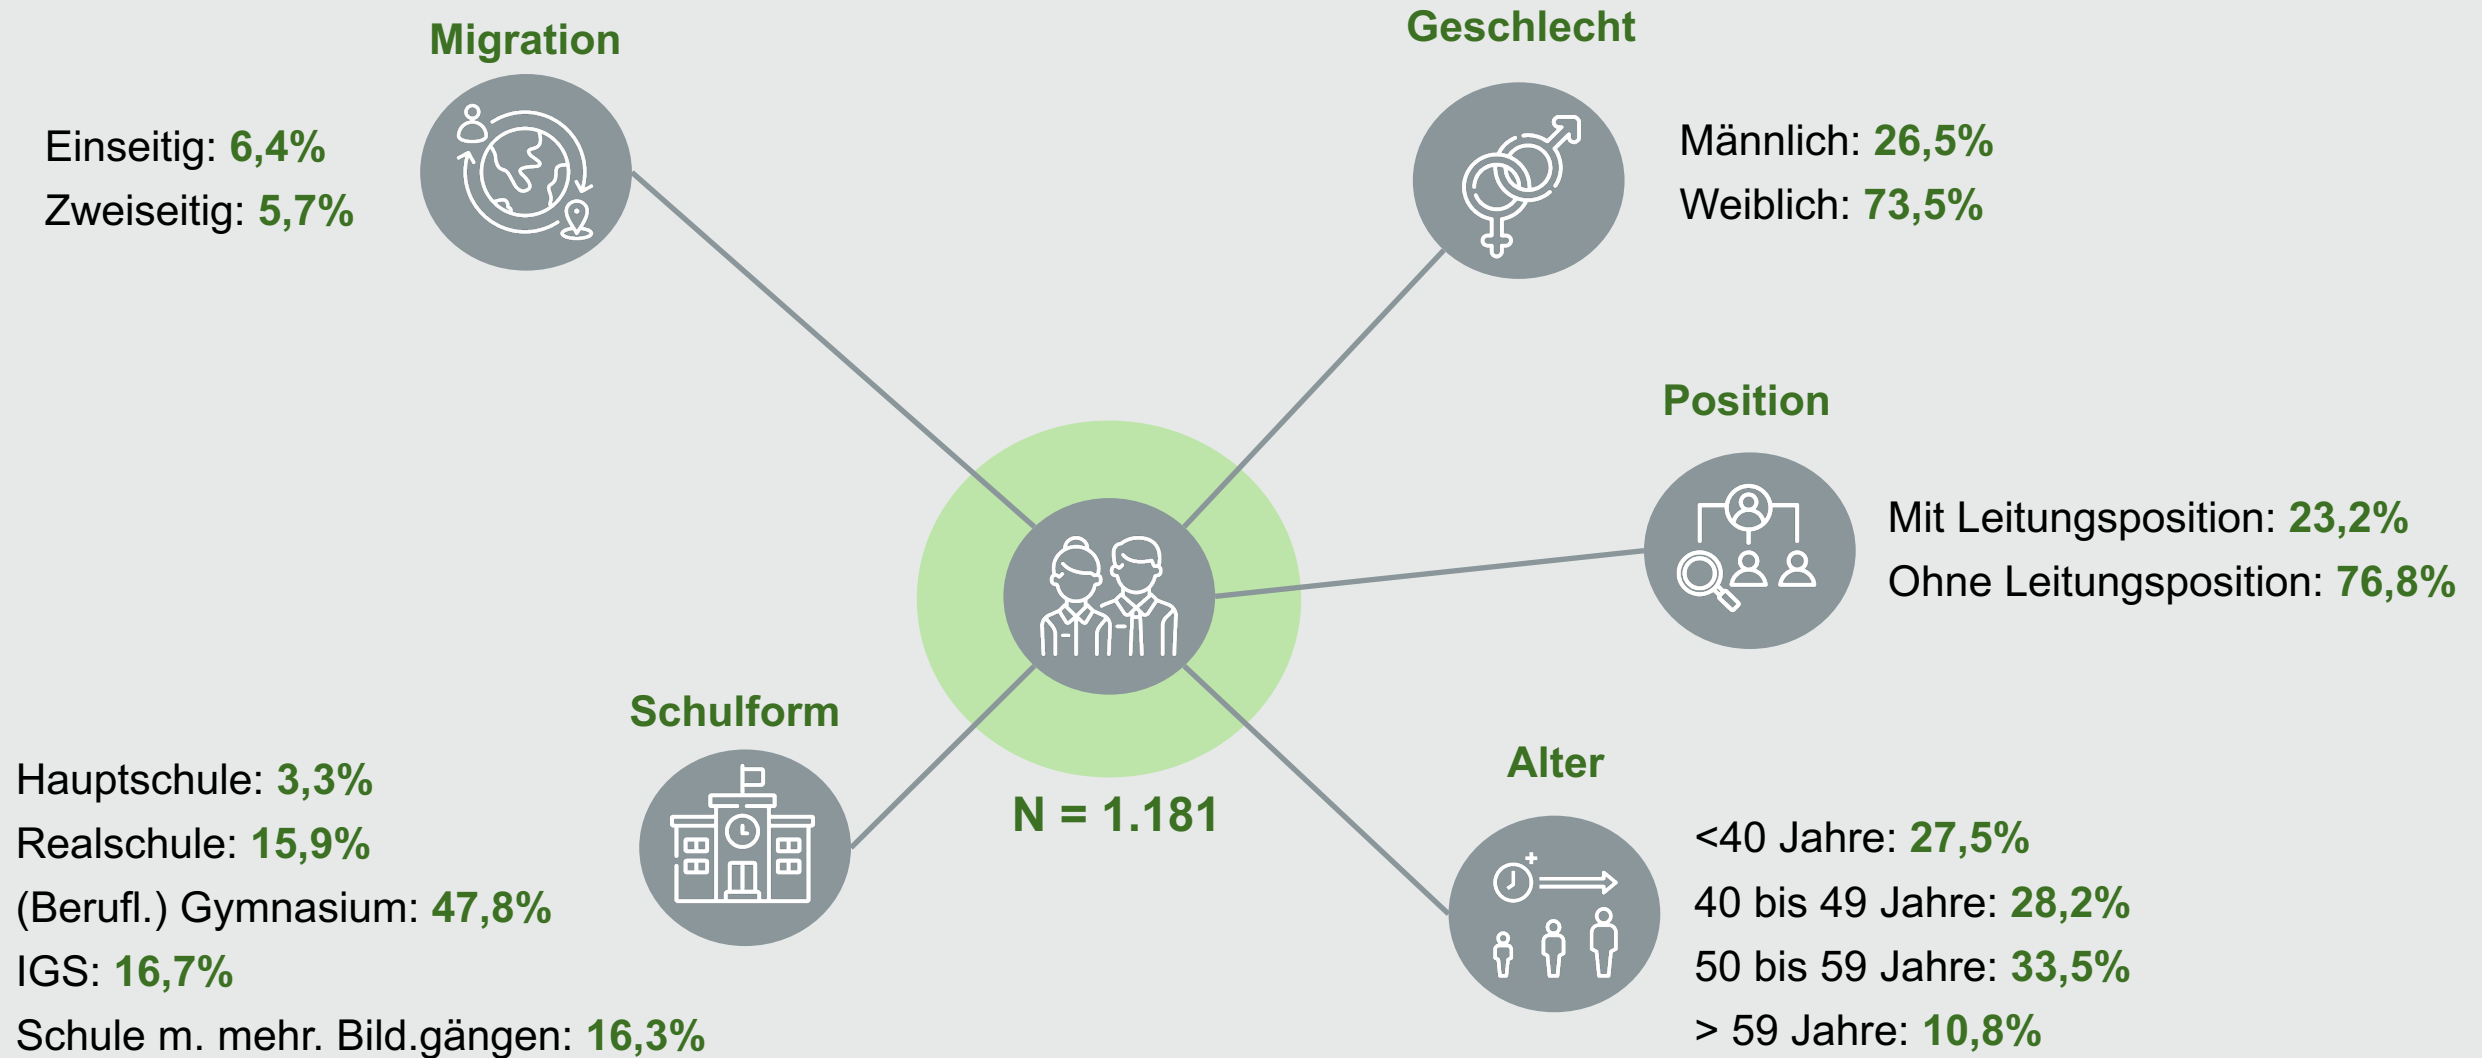 Migration
Einseitig: 6,4%
Zweiseitig: 5,7%
Geschlecht
Männlich: 26,5%
Weiblich: 73,5%
Position
Mit Leitungsposition: 23,2%
Ohne Leitungsposition: 76,8%
N = 1.181
Schulform
Hauptschule: 3,3%
Realschule: 15,9%
(Berufl.) Gymnasium: 47,8%
IGS: 16,7%
Schule m. mehr. Bild.gängen: 16,3%
Alter
<40 Jahre: 27,5%
40 bis 49 Jahre: 28,2%
50 bis 59 Jahre: 33,5%
> 59 Jahre: 10,8%